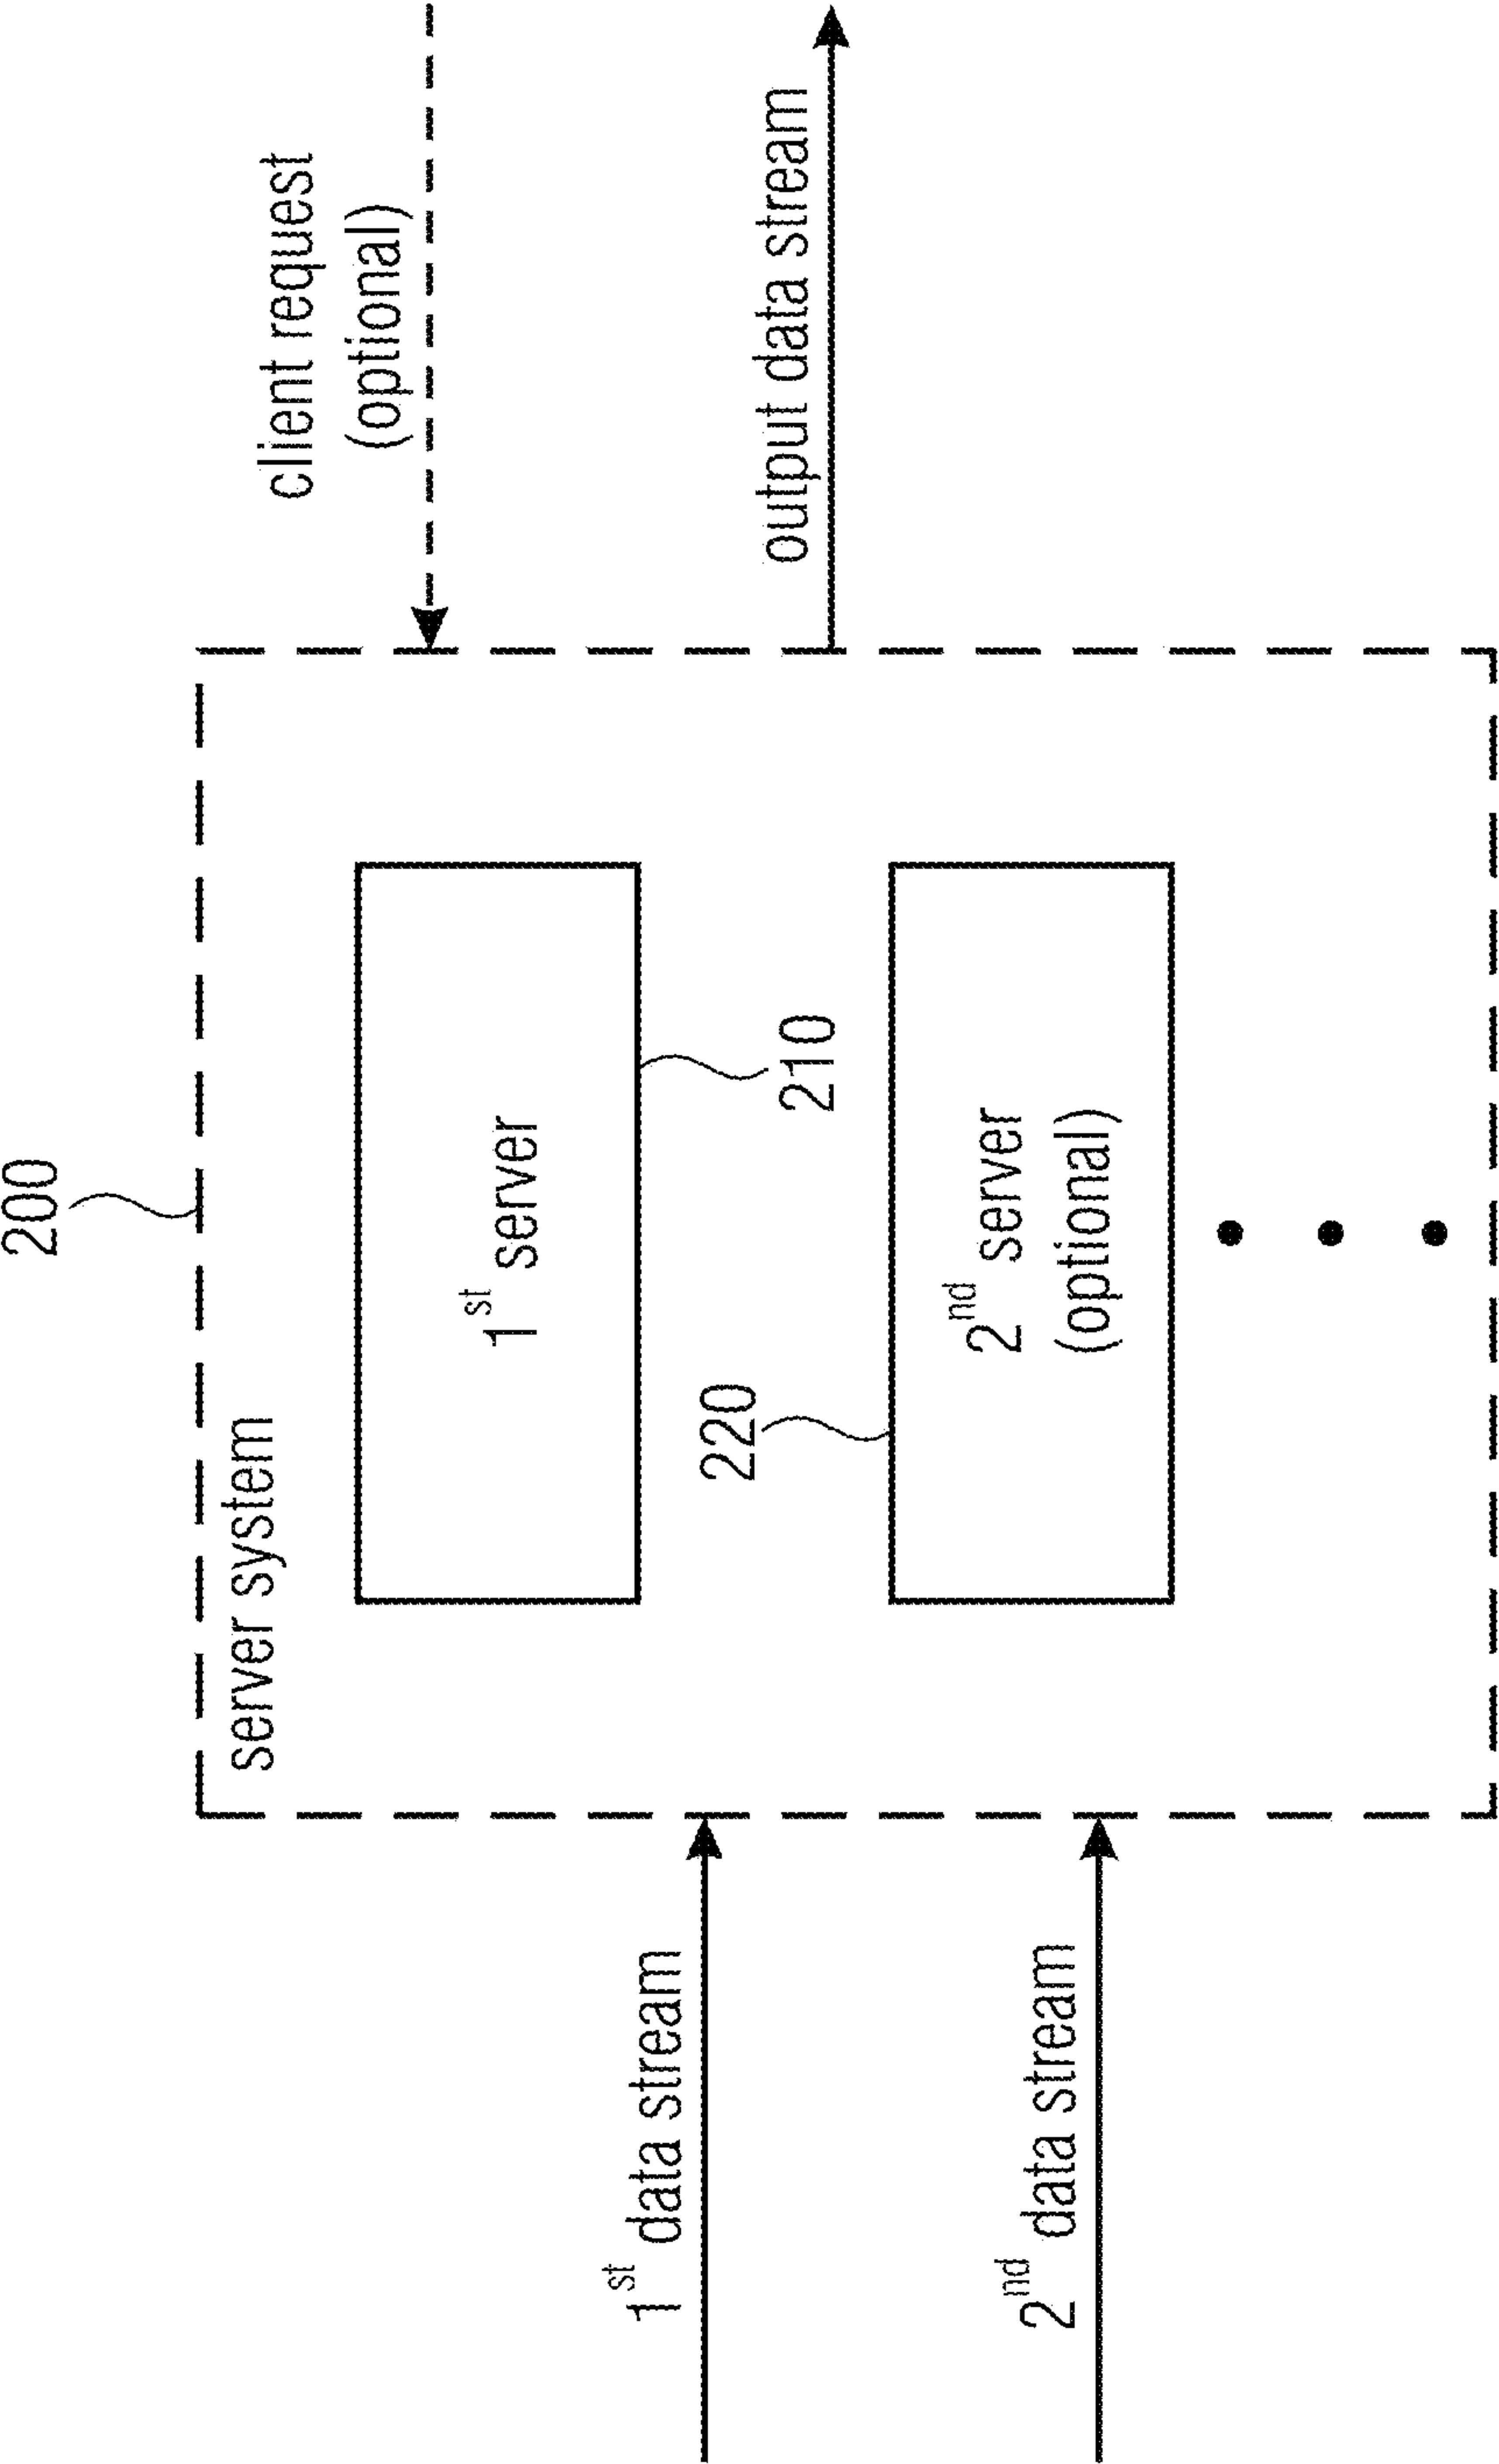 200
server system
1st server
210
220
2nd server
(optional)
1st data stream
2nd data stream
client request
(optional)
output data stream